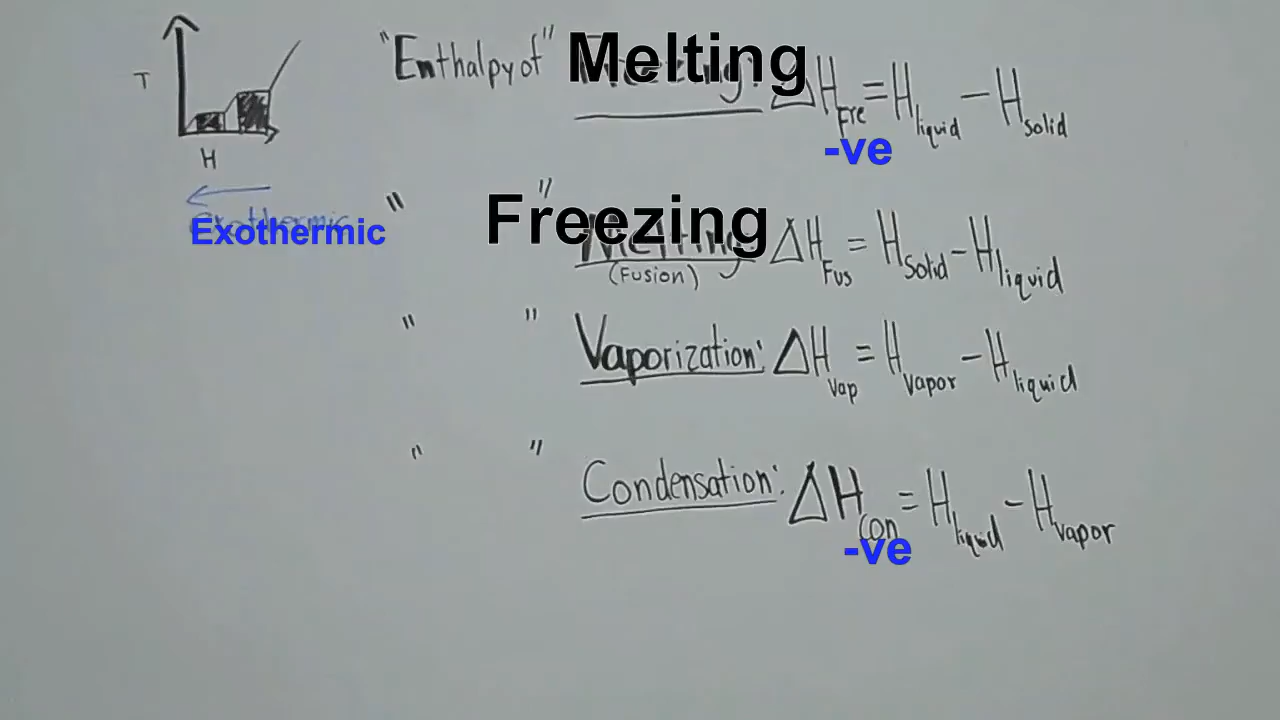 "Enthalpy of" Melting ΔH Fre = H liquid − H solid
-ve
T
H
Exothermic
" " Freezing ΔH Fus = H Solid − H liquid
(Fusion)
" " Vaporization: ΔH Vap = H Vapor − H liquid
" " Condensation: ΔH Con = H liquid − H vapor
-ve